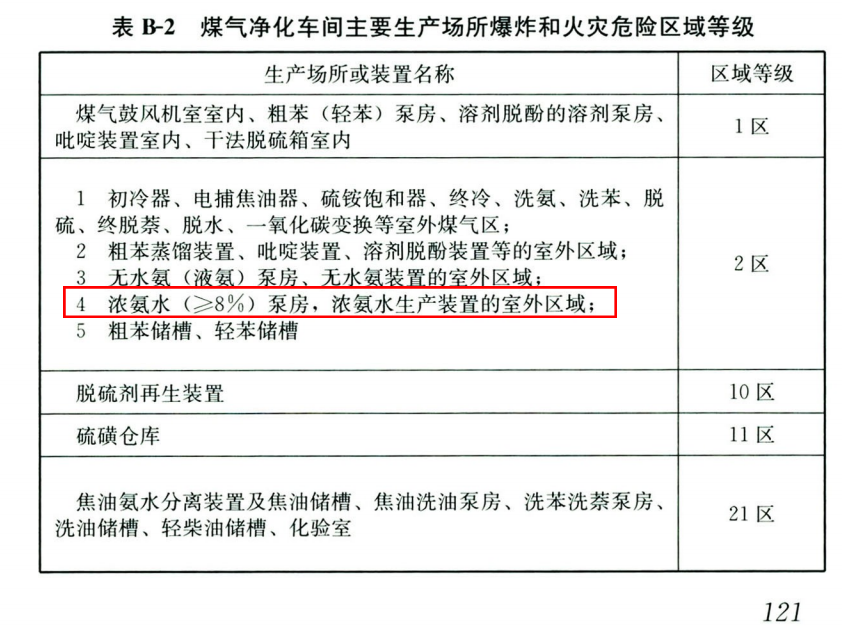 表 B-2 煤气净化车间主要生产场所爆炸和火灾危险区域等级
生产场所或装置名称
区域等级
煤气鼓风机室室内、粗苯（轻苯）泵房、溶剂脱酚的溶剂泵房、
吡啶装置室内、干法脱硫箱室内
1 区
1 初冷器、电捕焦油器、硫铵饱和器、终冷、洗氨、洗苯、脱
硫、终脱萘、脱水、一氧化碳变换等室外煤气区；
2 粗苯蒸馏装置、吡啶装置、溶剂脱酚装置等的室外区域；
3 无水氨（液氨）泵房、无水氨装置的室外区域；
4 浓氨水（≥8%）泵房，浓氨水生产装置的室外区域；
5 粗苯储槽、轻苯储槽
2 区
脱硫剂再生装置
10 区
硫磺仓库
11 区
焦油氨水分离装置及焦油储槽、焦油洗油泵房、洗苯洗萘泵房、
洗油储槽、轻柴油储槽、化验室
21 区
121